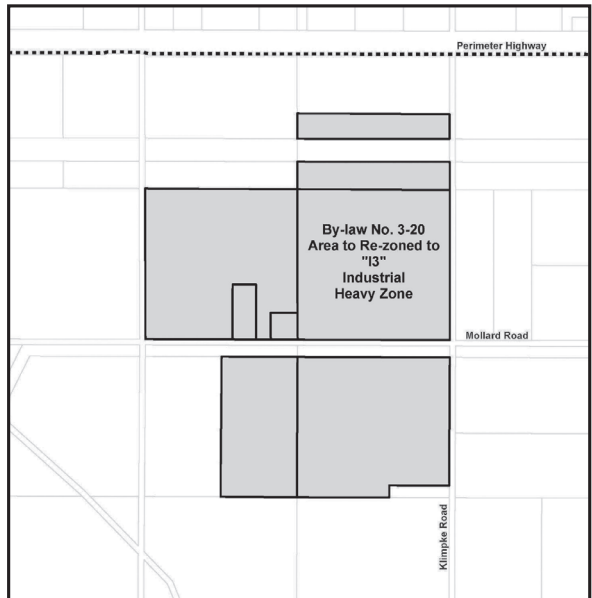 Perimeter Highway
By-law No. 3-20
Area to Re-zoned to
"I3"
Industrial
Heavy Zone
Mollard Road
Klimpke Road